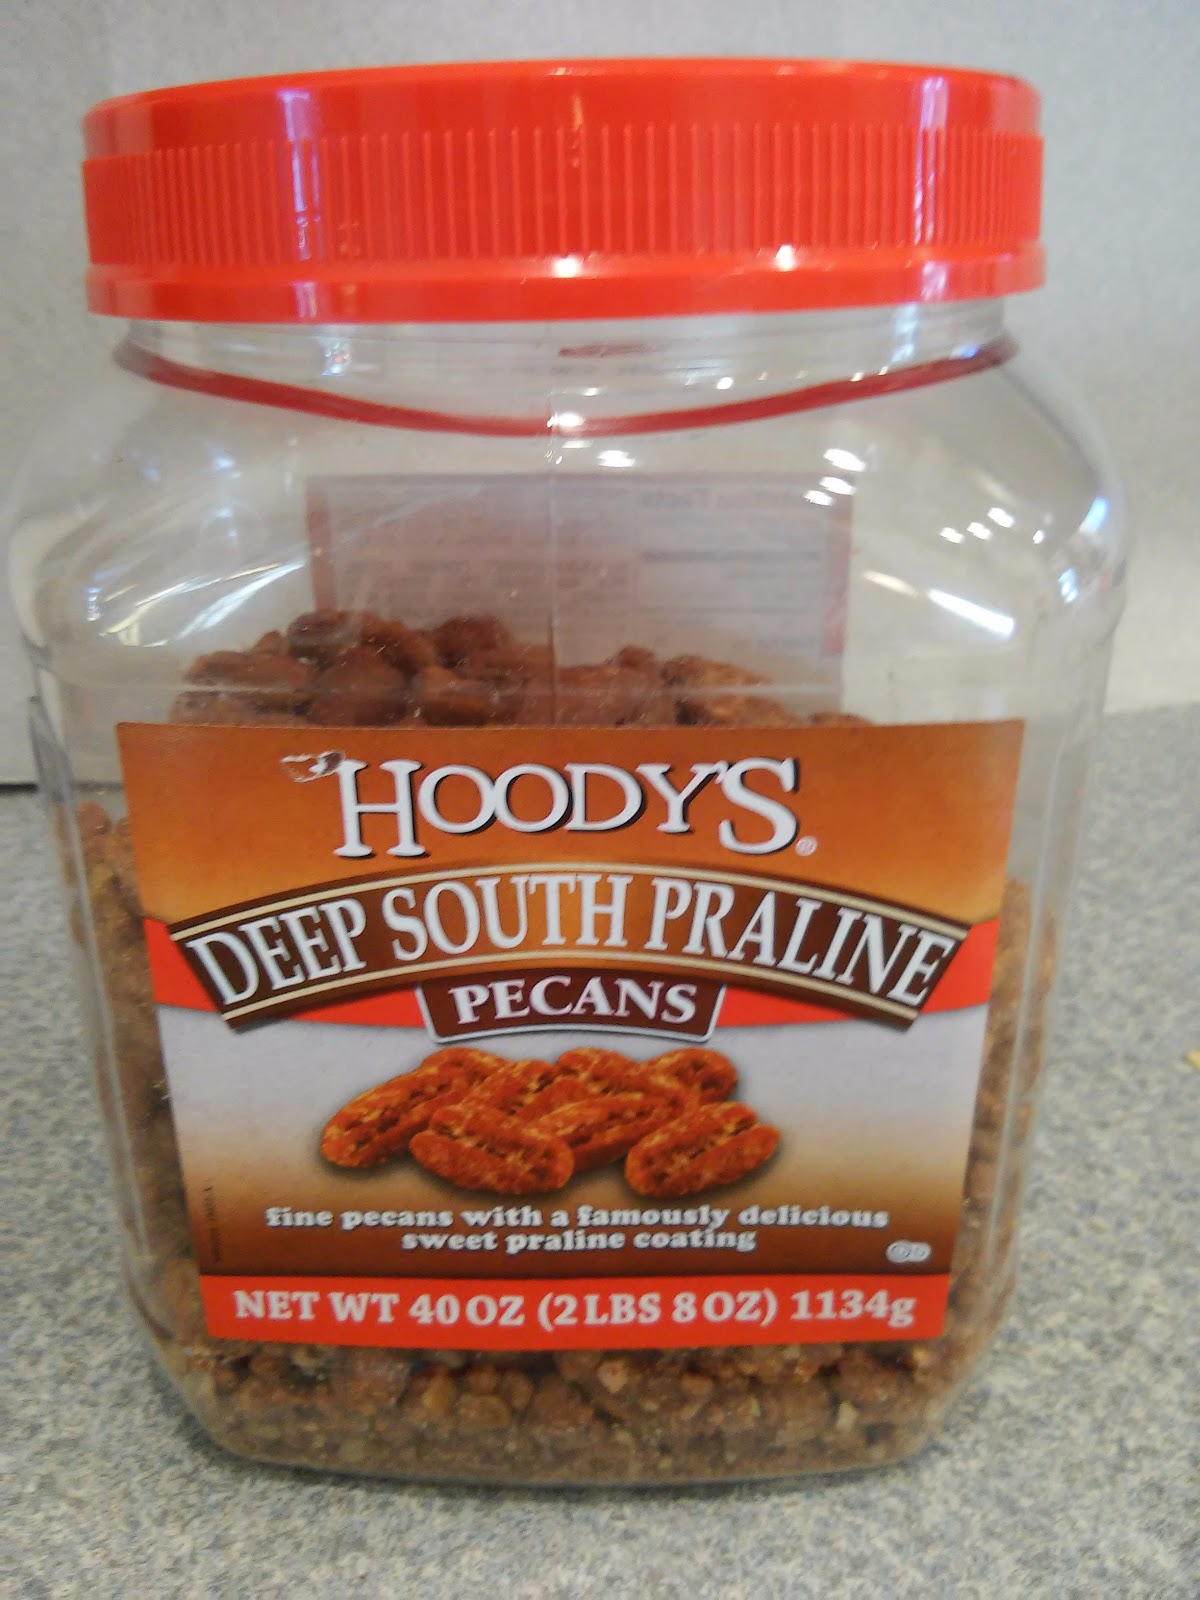 HOODY'S®
DEEP SOUTH PRALINE
PECANS
fine pecans with a famously delicious
sweet praline coating
NET WT 40 OZ (2 LBS 8 OZ) 1134g